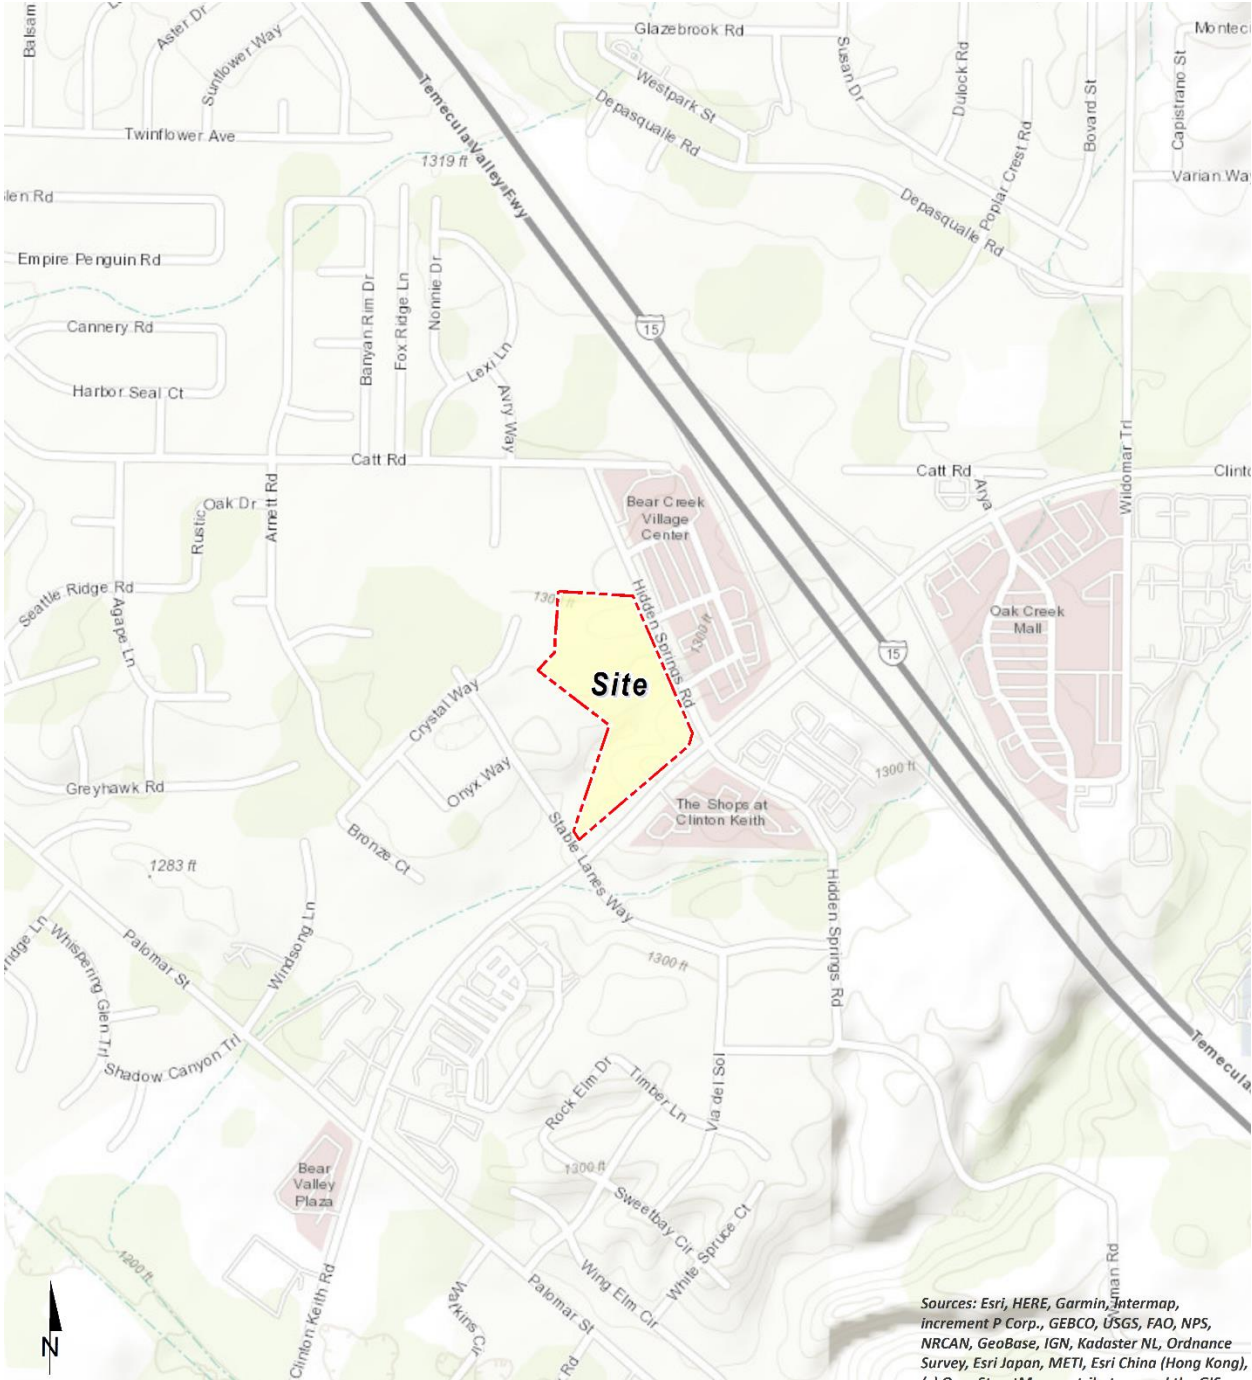 Balsam
Aster Dr
Sunflower Way
Glazebrook Rd
Susan Dr
Dulock Rd
Bovard St
Capistrano St
Westpark St
Depasqualle Rd
Twinflower Ave
Temecula Valley Fwy
1319 ft
Poplar Crest Rd
Varian Way
Depasqualle Rd
Empire Penguin Rd
Banyan Rim Dr
Fox Ridge Ln
Nonnie Dr
Cannery Rd
15
Lexi Ln
Harbor Seal Ct
Avry Way
Catt Rd
Catt Rd
Arya
Wildomar Trl
Arnett Rd
Rustic
Oak Dr
Bear Creek
Village
Center
Seattle Ridge Rd
Agape Ln
Hidden Springs Rd
1300 ft
1300 ft
Oak Creek
Mall
15
Site
Crystal Way
Onyx Way
Greyhawk Rd
1300 ft
The Shops at
Clinton Keith
Bronze Ct
Stable Lanes Way
1283 ft
Hidden Springs Rd
Windsong Ln
Whispering Glen Trl
Palomar St
1300 ft
Shadow Canyon Trl
Rock Elm Dr
Timber Ln
Via del Sol
Temecula
Bear
Valley
Plaza
1300 ft
Sweetbay Cir
White Spruce Ct
1200 ft
Clinton Keith Rd
Palomar St
Wing Elm Cir
Watkins Cir
Rd
N
Sources: Esri, HERE, Garmin, Intermap,
increment P Corp., GEBCO, USGS, FAO, NPS,
NRCAN, GeoBase, IGN, Kadaster NL, Ordnance
Survey, Esri Japan, METI, Esri China (Hong Kong),